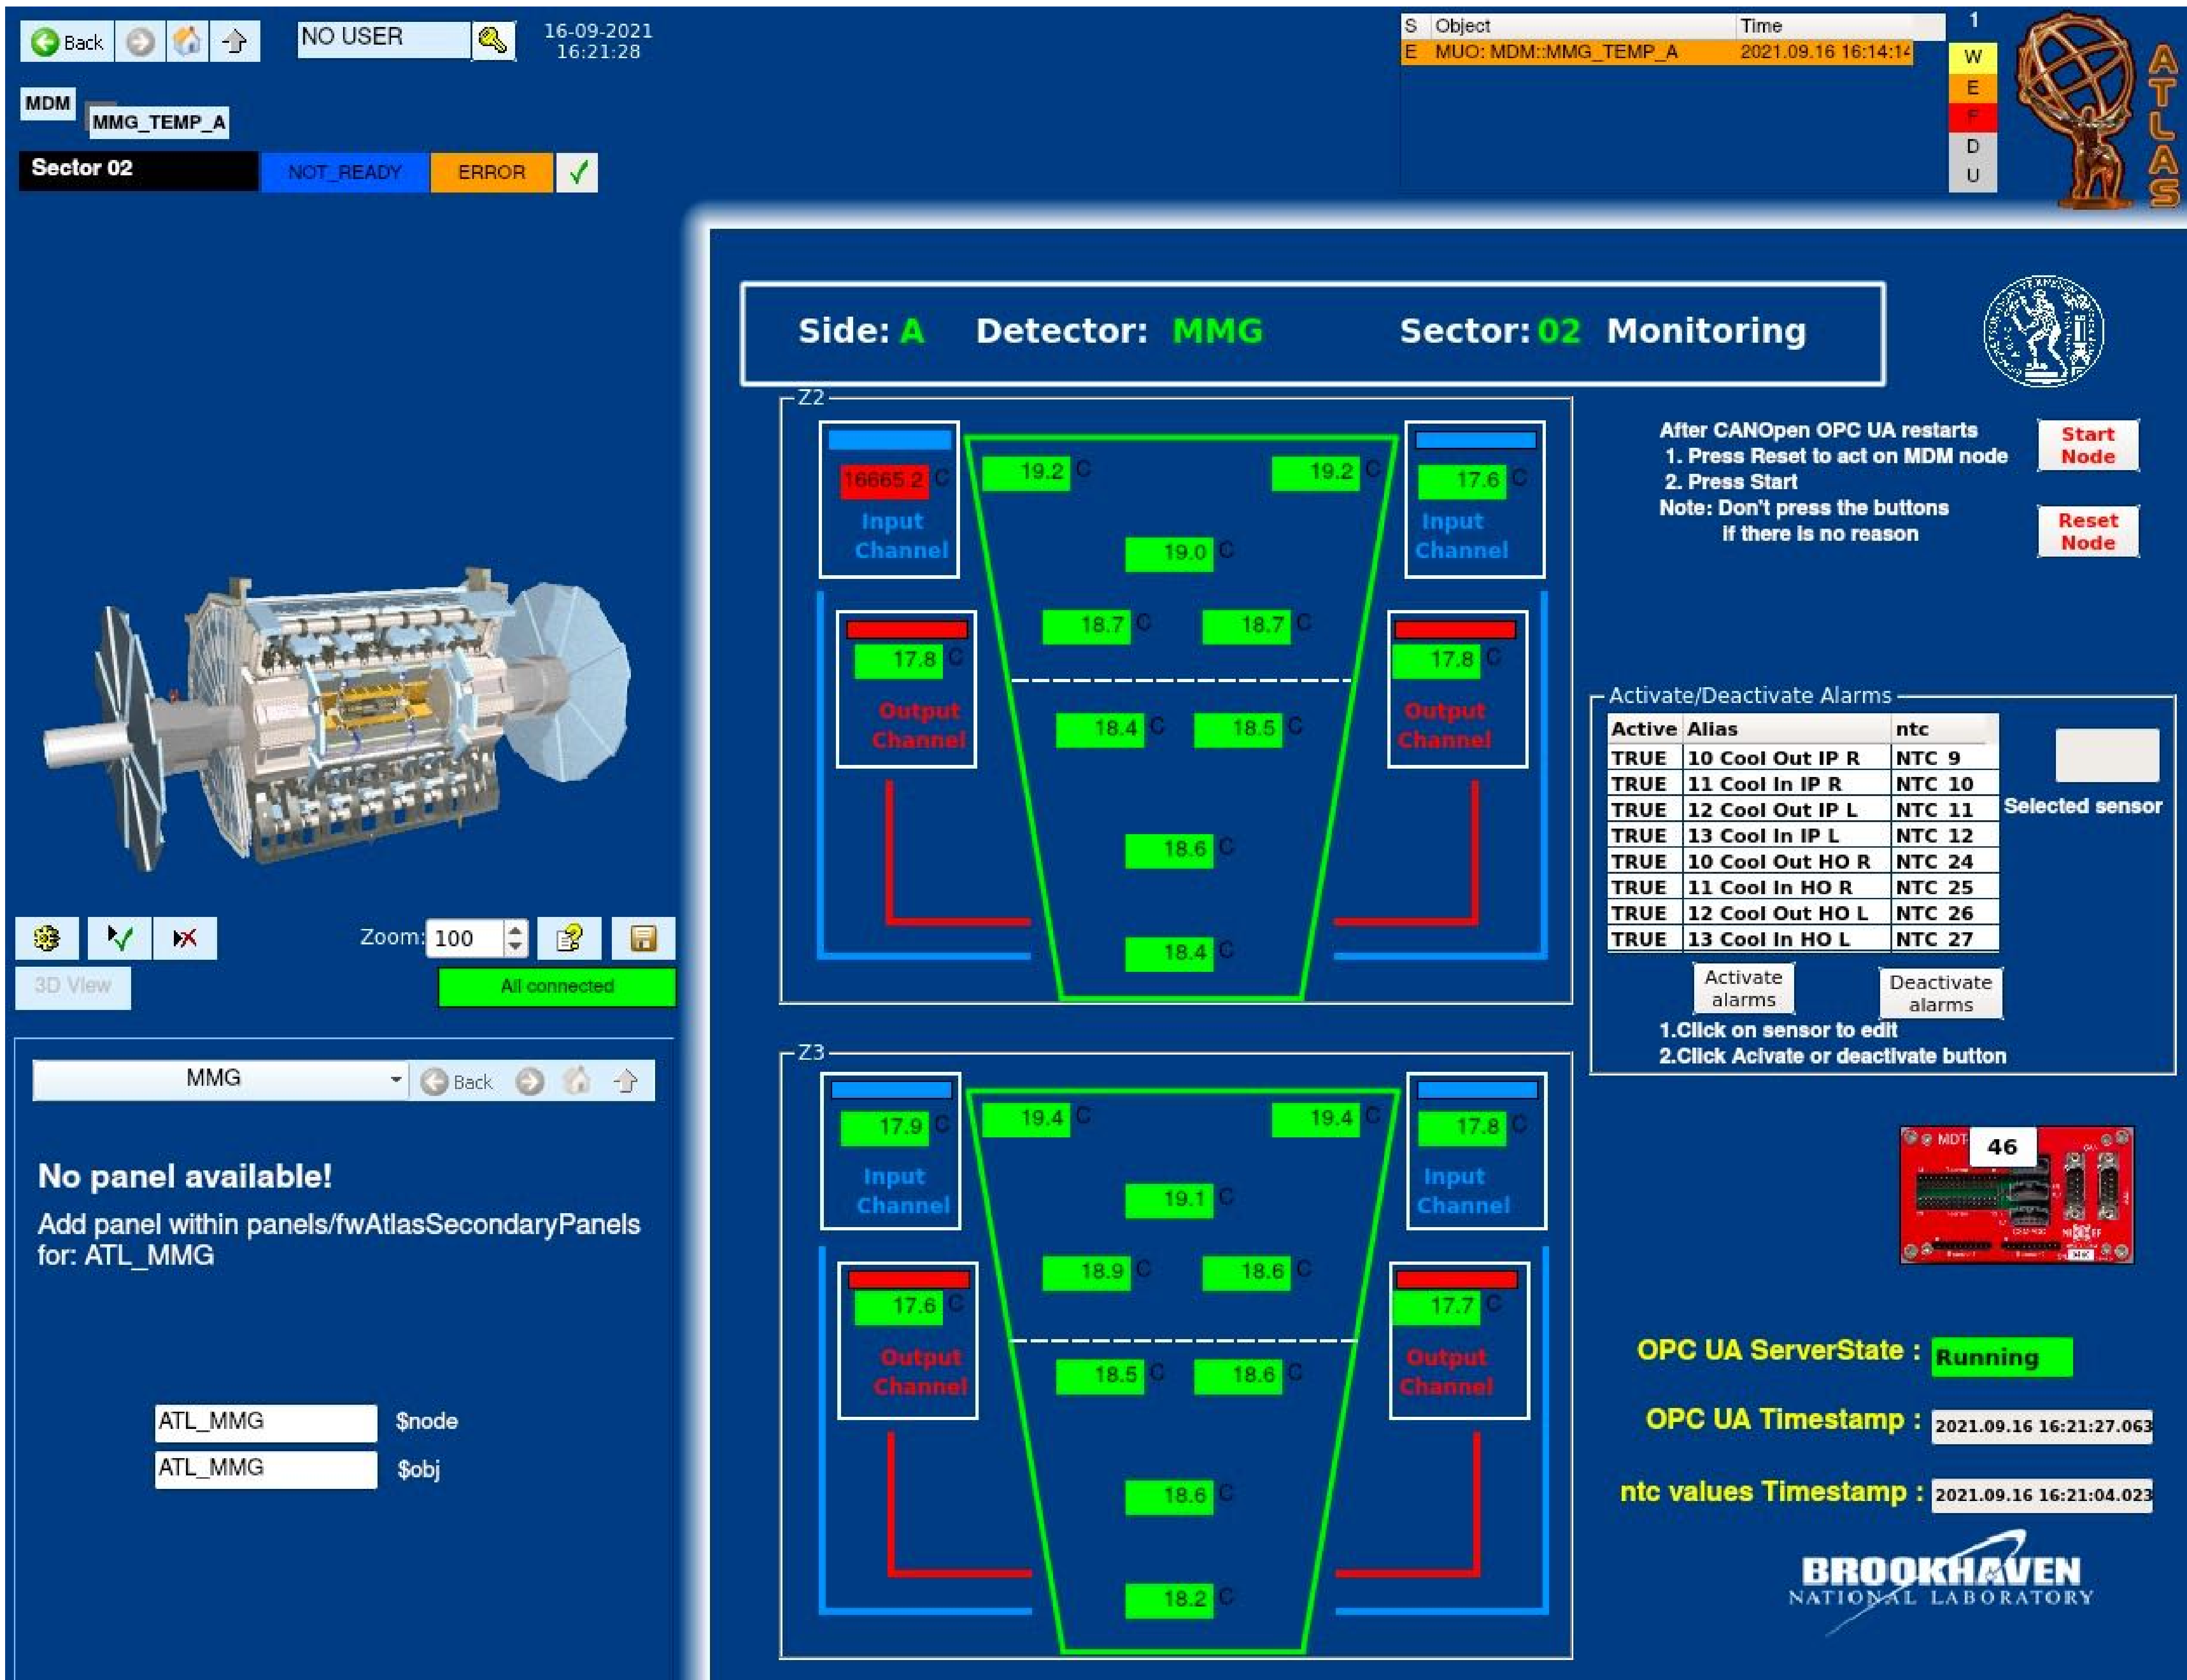 Back
NO USER
16-09-2021
16:21:28
S Object Time
E MUO: MDM::MMG_TEMP_A 2021.09.16 16:14:14
1
W
E
F
D
U
ATLAS
MDM
MMG_TEMP_A
Sector 02 NOT_READY ERROR
Side: A Detector: MMG Sector: 02 Monitoring
Z2
16665.2 C
Input
Channel
19.2 C
19.2 C
17.6 C
Input
Channel
19.0 C
18.7 C
18.7 C
17.8 C
Output
Channel
17.8 C
Output
Channel
18.4 C
18.5 C
18.6 C
18.4 C
After CANOpen OPC UA restarts
1. Press Reset to act on MDM node
2. Press Start
Note: Don't press the buttons
if there is no reason
Start
Node
Reset
Node
Activate/Deactivate Alarms
Active Alias ntc
TRUE 10 Cool Out IP R NTC 9
TRUE 11 Cool In IP R NTC 10
TRUE 12 Cool Out IP L NTC 11
TRUE 13 Cool In IP L NTC 12
TRUE 10 Cool Out HO R NTC 24
TRUE 11 Cool In HO R NTC 25
TRUE 12 Cool Out HO L NTC 26
TRUE 13 Cool In HO L NTC 27
Selected sensor
Activate
alarms
Deactivate
alarms
1.Click on sensor to edit
2.Click Acivate or deactivate button
Zoom: 100
3D View
All connected
MMG
Back
No panel available!
Add panel within panels/fwAtlasSecondaryPanels
for: ATL_MMG
ATL_MMG $node
ATL_MMG $obj
Z3
17.9 C
Input
Channel
19.4 C
19.4 C
17.8 C
Input
Channel
19.1 C
18.9 C
18.6 C
17.6 C
Output
Channel
17.7 C
Output
Channel
18.5 C
18.6 C
18.6 C
18.2 C
MDT
46
OPC UA ServerState : Running
OPC UA Timestamp : 2021.09.16 16:21:27.063
ntc values Timestamp : 2021.09.16 16:21:04.023
BROOKHAVEN
NATIONAL LABORATORY